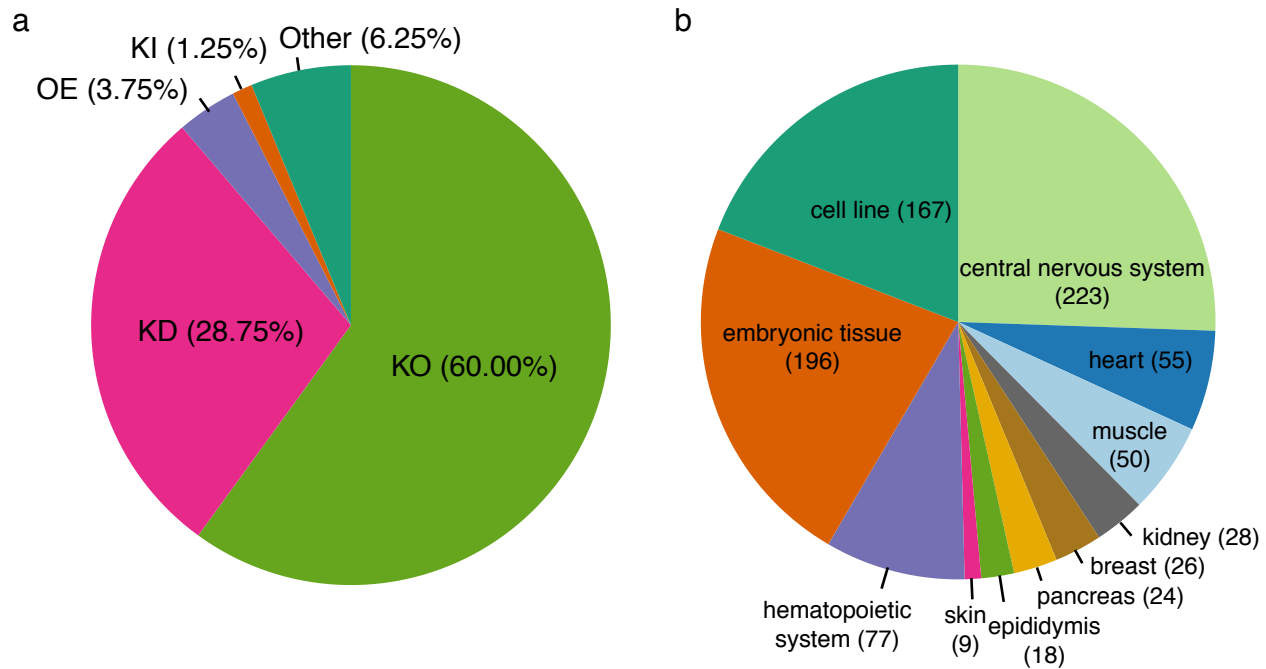 a
KI (1.25%)
Other (6.25%)
OE (3.75%)
KD (28.75%)
KO (60.00%)
b
cell line (167)
central nervous system
(223)
embryonic tissue
(196)
heart (55)
muscle
(50)
kidney (28)
breast (26)
pancreas (24)
epididymis
(18)
skin
(9)
hematopoietic
system (77)